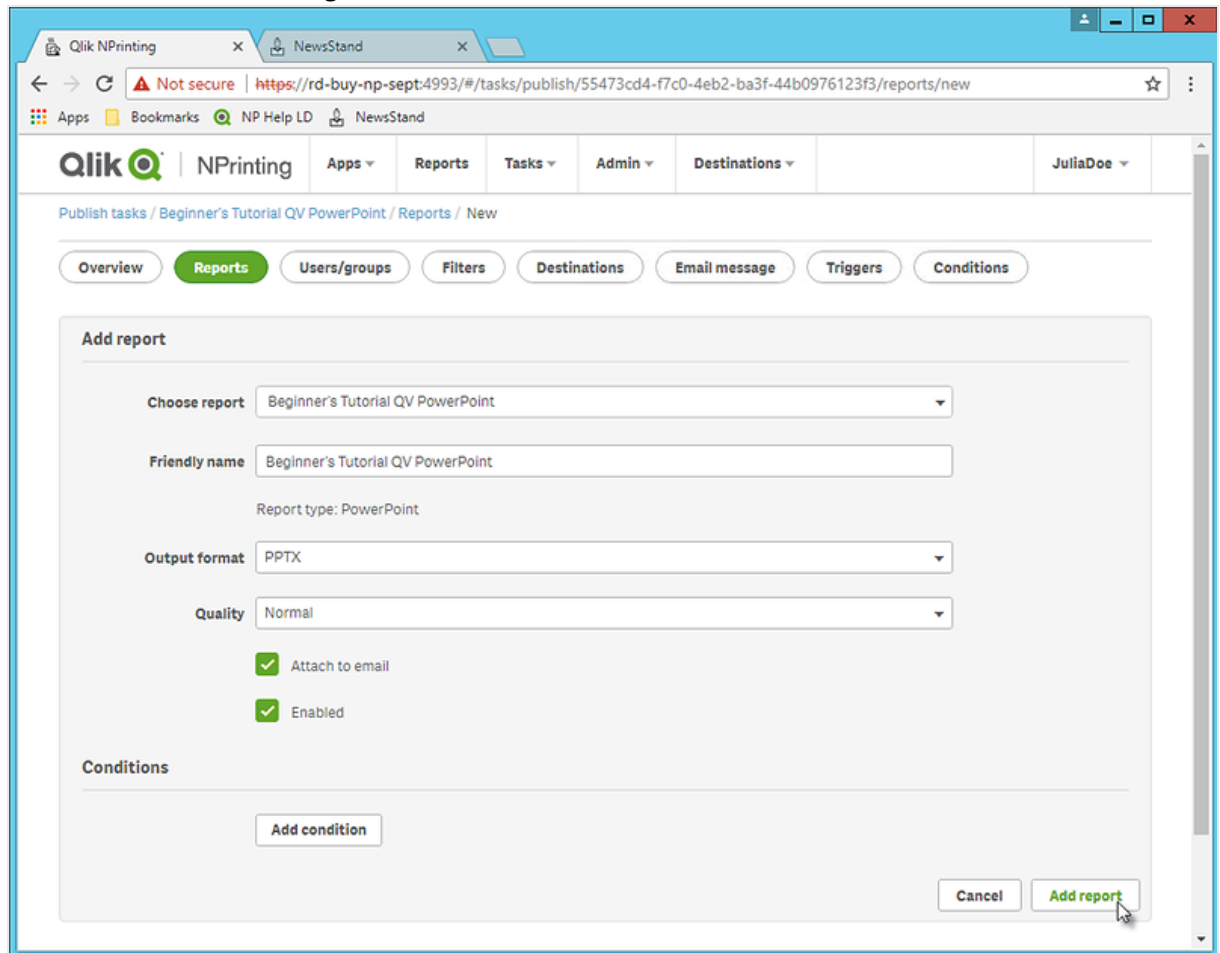 Qlik NPrinting
NewsStand
Not secure | https://rd-buy-np-sept:4993/#/tasks/publish/55473cd4-f7c0-4eb2-ba3f-44b0976123f3/reports/new
Apps Bookmarks NP Help LD NewsStand
Qlik NPrinting Apps Reports Tasks Admin Destinations JuliaDoe
Publish tasks / Beginner's Tutorial QV PowerPoint / Reports / New
Overview Reports Users/groups Filters Destinations Email message Triggers Conditions
Add report
Choose report Beginner's Tutorial QV PowerPoint
Friendly name Beginner's Tutorial QV PowerPoint
Report type: PowerPoint
Output format PPTX
Quality Normal
Attach to email
Enabled
Conditions
Add condition
Cancel Add report